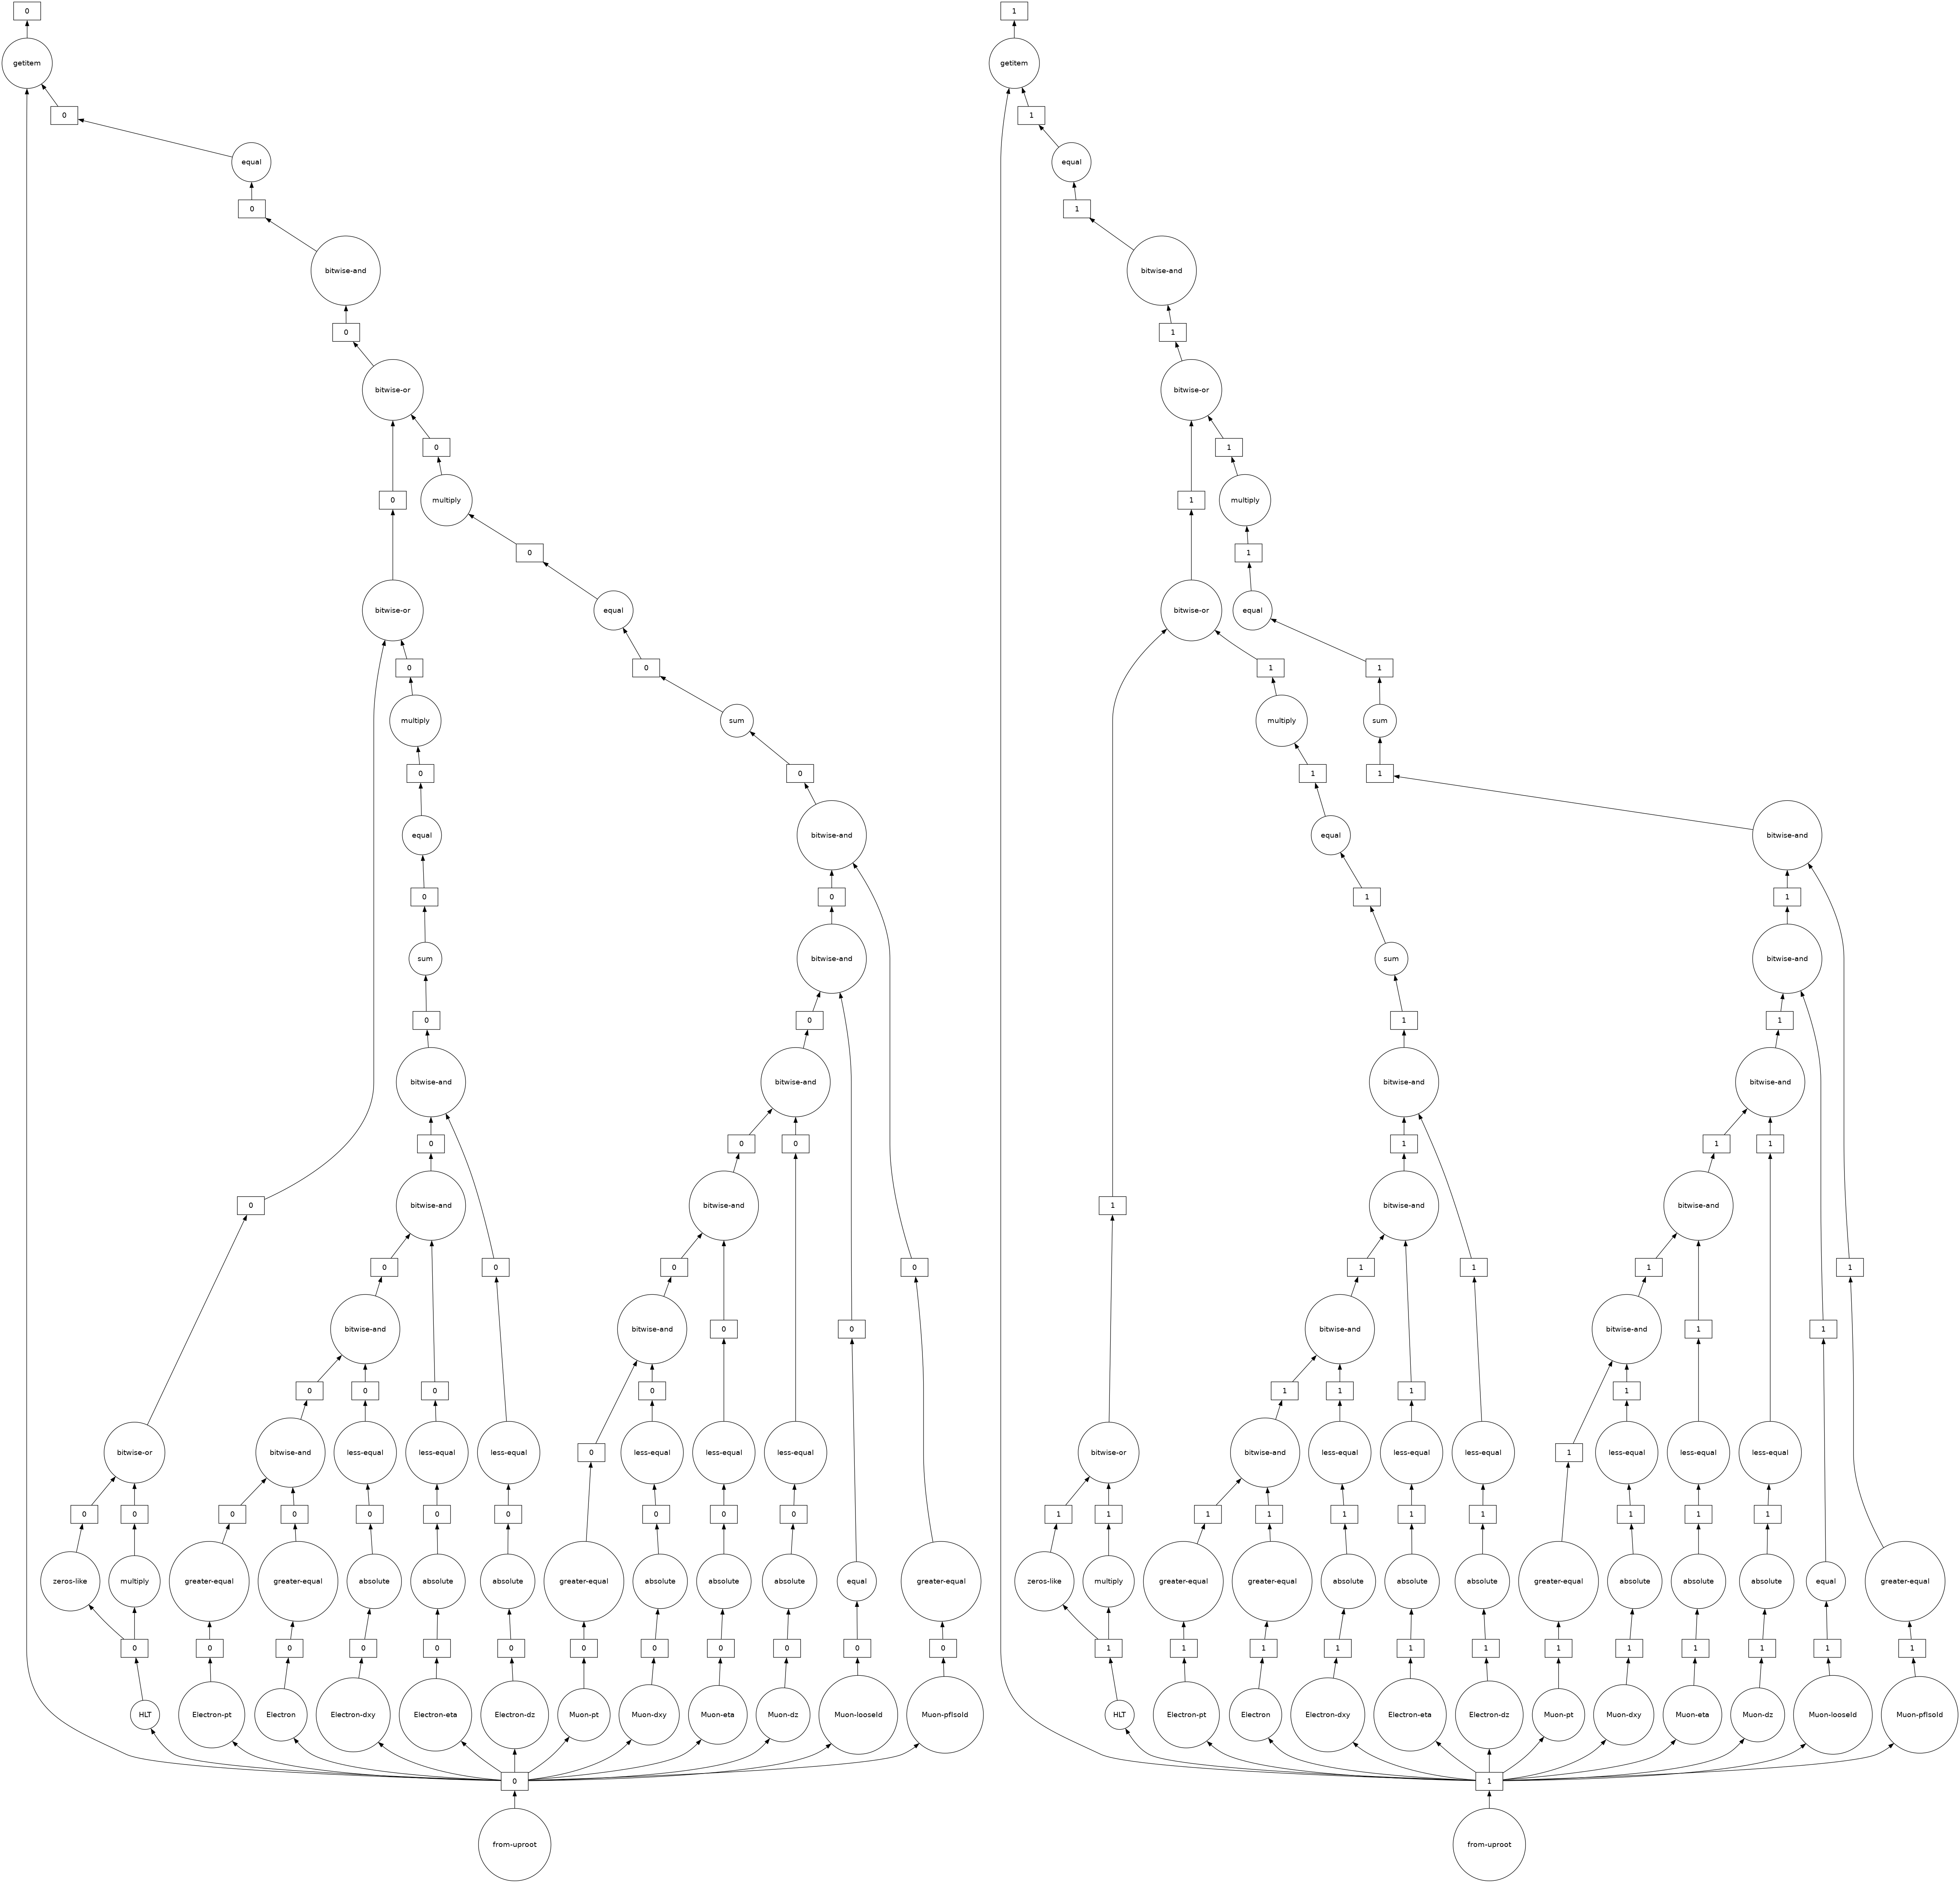 0 1
getitem getitem
0 1
equal equal
0 1
bitwise-and bitwise-and
0 1
bitwise-or bitwise-or
0 1
0 multiply 1 multiply
0 1
bitwise-or equal bitwise-or equal
0 0 1 1
multiply sum multiply sum
0 0 1 1
equal bitwise-and equal bitwise-and
0 0 1 1
sum bitwise-and sum bitwise-and
0 0 1 1
bitwise-and bitwise-and bitwise-and bitwise-and
0 0 0 1 1 1
0 bitwise-and bitwise-and 1 bitwise-and bitwise-and
0 0 0 0 1 1 1 1
bitwise-and bitwise-and 0 0 bitwise-and bitwise-and 1 1
0 0 0 0 1 1 1 1
bitwise-or bitwise-and less-equal less-equal less-equal 0 less-equal less-equal less-equal bitwise-or bitwise-and less-equal less-equal less-equal 1 less-equal less-equal less-equal
0 0 0 0 0 0 0 0 0 0 1 1 1 1 1 1 1 1 1 1
zeros-like multiply greater-equal greater-equal absolute absolute absolute greater-equal absolute absolute absolute equal greater-equal zeros-like multiply greater-equal greater-equal absolute absolute absolute greater-equal absolute absolute absolute equal greater-equal
0 0 0 0 0 0 0 0 0 0 0 0 1 1 1 1 1 1 1 1 1 1 1 1
HLT Electron-pt Electron Electron-dxy Electron-eta Electron-dz Muon-pt Muon-dxy Muon-eta Muon-dz Muon-looseId Muon-pfIsoId HLT Electron-pt Electron Electron-dxy Electron-eta Electron-dz Muon-pt Muon-dxy Muon-eta Muon-dz Muon-looseId Muon-pfIsoId
0 1
from-uproot from-uproot